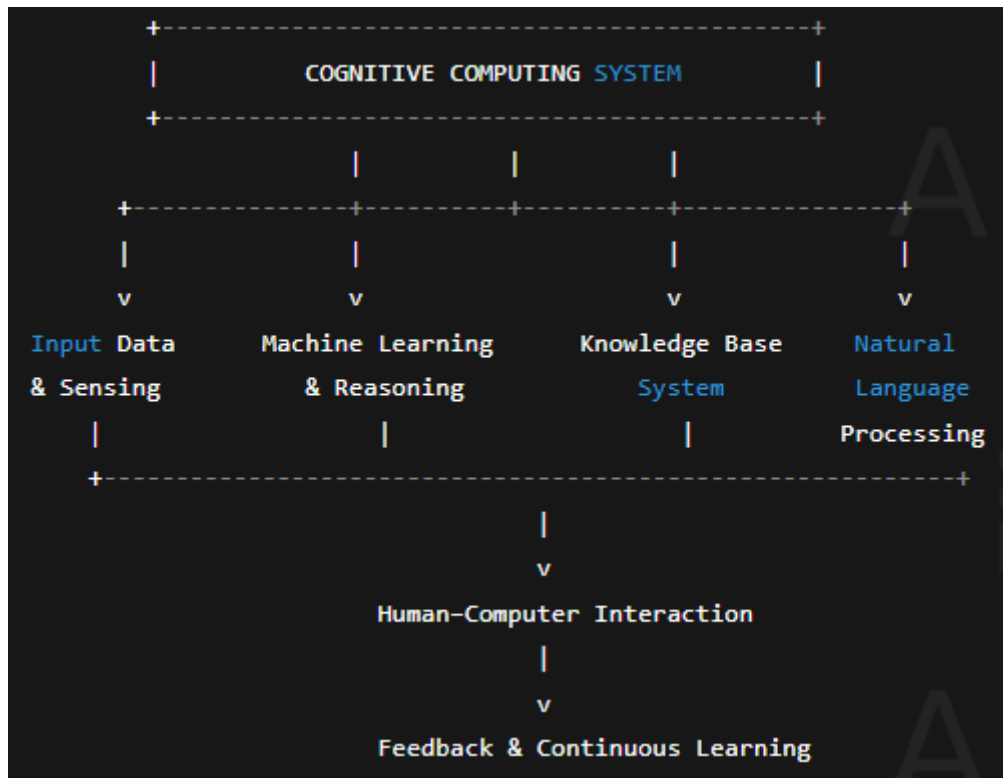 COGNITIVE COMPUTING SYSTEM
Input Data Machine Learning Knowledge Base Natural
& Sensing & Reasoning System Language
Processing
Human–Computer Interaction
Feedback & Continuous Learning